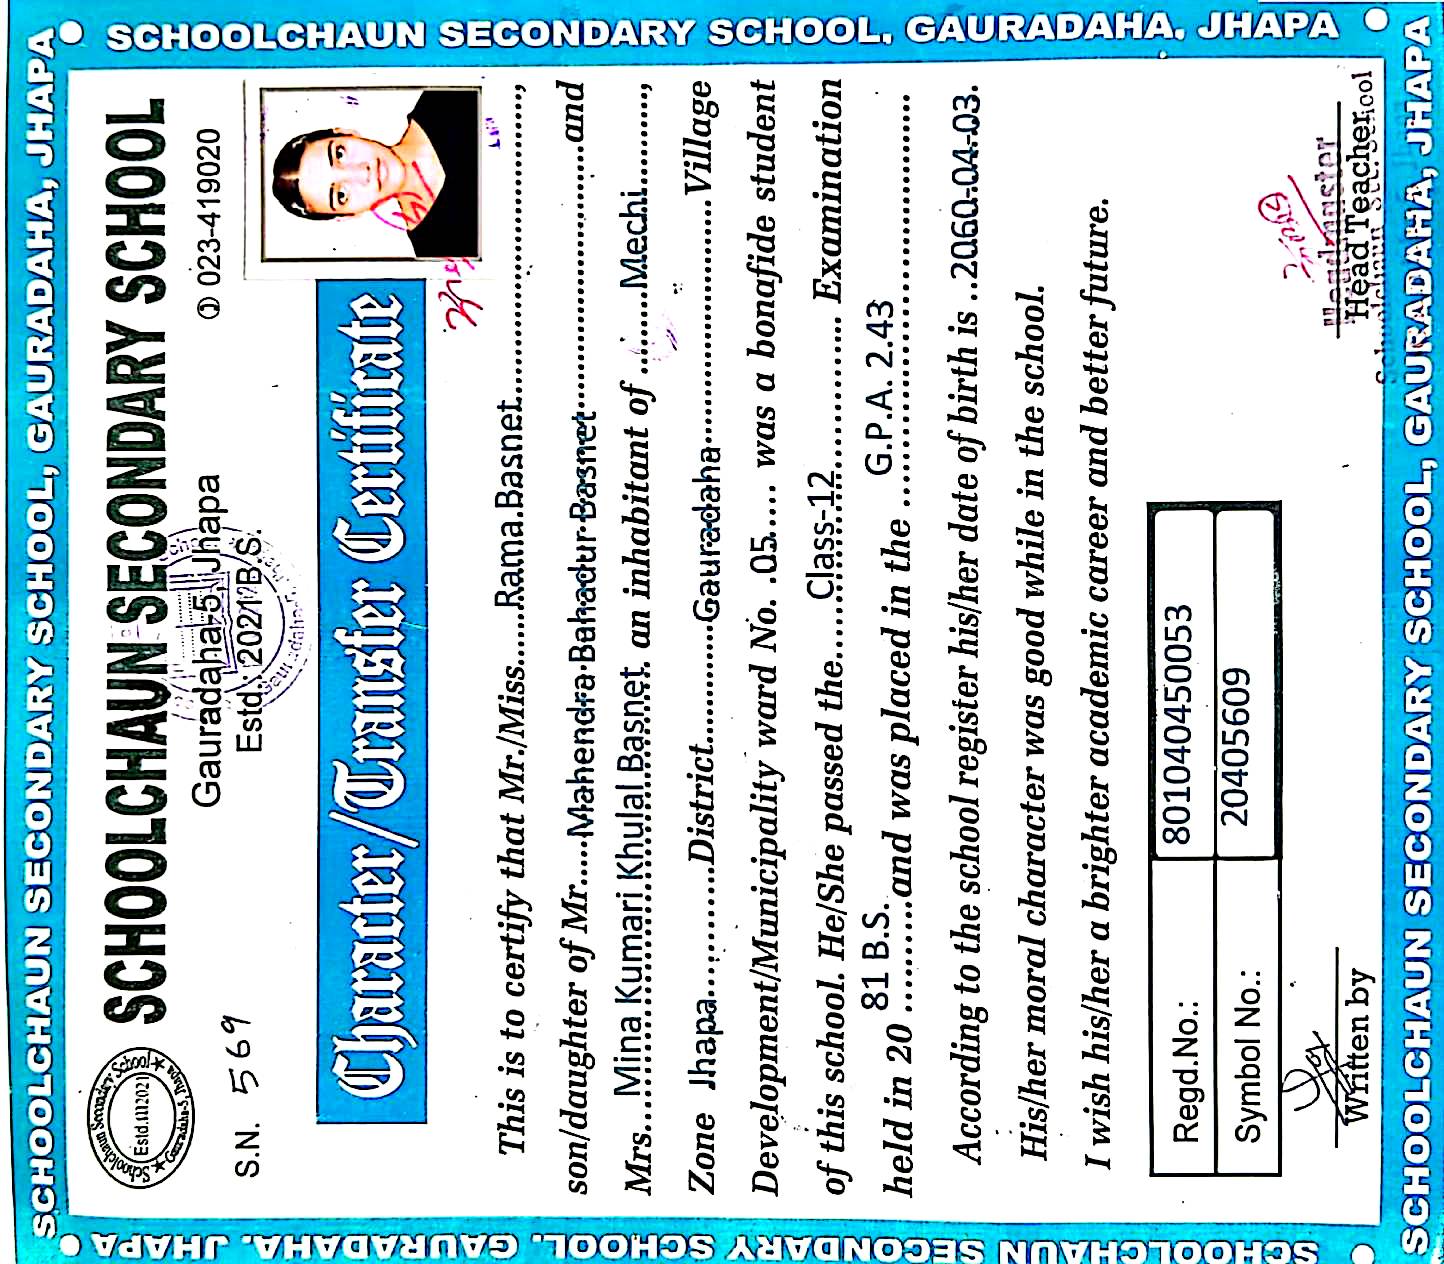 SCHOOLCHAUN SECONDARY SCHOOL, GAURADAHA, JHAPA
Schoolchaun Secondary School
Estd. 2021
Gauradaha-5, Jhapa
SCHOOLCHAUN SECONDARY SCHOOL
Gauradaha-5, Jhapa
023-419020
S.N. 569
Estd.: 2021 B.S.
Gauradaha-5, Jhapa
Character/Transfer Certificate
This is to certify that Mr./Miss......Rama Basnet..............................,
son/daughter of Mr.....Mahendra Bahadur Basnet..........................and
Mrs...Mina Kumari Khulal Basnet. an inhabitant of ........Mechi..........,
Zone Jhapa............District............Gauradaha........................Village
Development/Municipality ward No. .05..... was a bonafide student
of this school. He/She passed the.....Class-12............. Examination
held in 20 81 B.S. and was placed in the G.P.A. 2.43
According to the school register his/her date of birth is ..2060-04-03.
His/her moral character was good while in the school.
I wish his/her a brighter academic career and better future.
Regd.No.: 801040450053
Symbol No.: 20405609
Written by
Headmaster
Head Teacher
Schoolchaun Sec. School
SCHOOLCHAUN SECONDARY SCHOOL, GAURADAHA, JHAPA
SCHOOLCHAUN SECONDARY SCHOOL, GAURADAHA, JHAPA
SCHOOLCHAUN SECONDARY SCHOOL, GAURADAHA, JHAPA